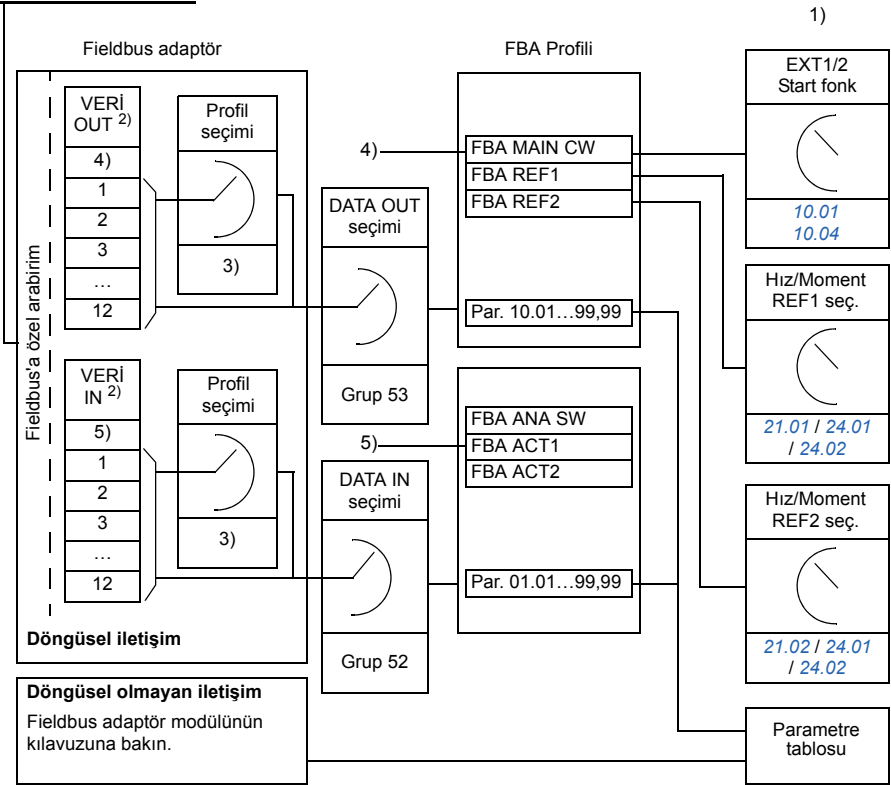 1)
Fieldbus adaptör
FBA Profili
Fieldbus'a özel arabirim
VERİ
OUT 2)
4)
1
2
3
…
12
Profil
seçimi
3)
4)
DATA OUT
seçimi
Grup 53
FBA MAIN CW
FBA REF1
FBA REF2
Par. 10.01…99,99
EXT1/2
Start fonk
10.01
10.04
Hız/Moment
REF1 seç.
21.01 / 24.01
/ 24.02
VERİ
IN 2)
5)
1
2
3
…
12
Profil
seçimi
3)
5)
DATA IN
seçimi
Grup 52
FBA ANA SW
FBA ACT1
FBA ACT2
Par. 01.01…99,99
Hız/Moment
REF2 seç.
21.02 / 24.01
/ 24.02
Döngüsel iletişim
Döngüsel olmayan iletişim
Fieldbus adaptör modülünün
kılavuzuna bakın.
Parametre
tablosu